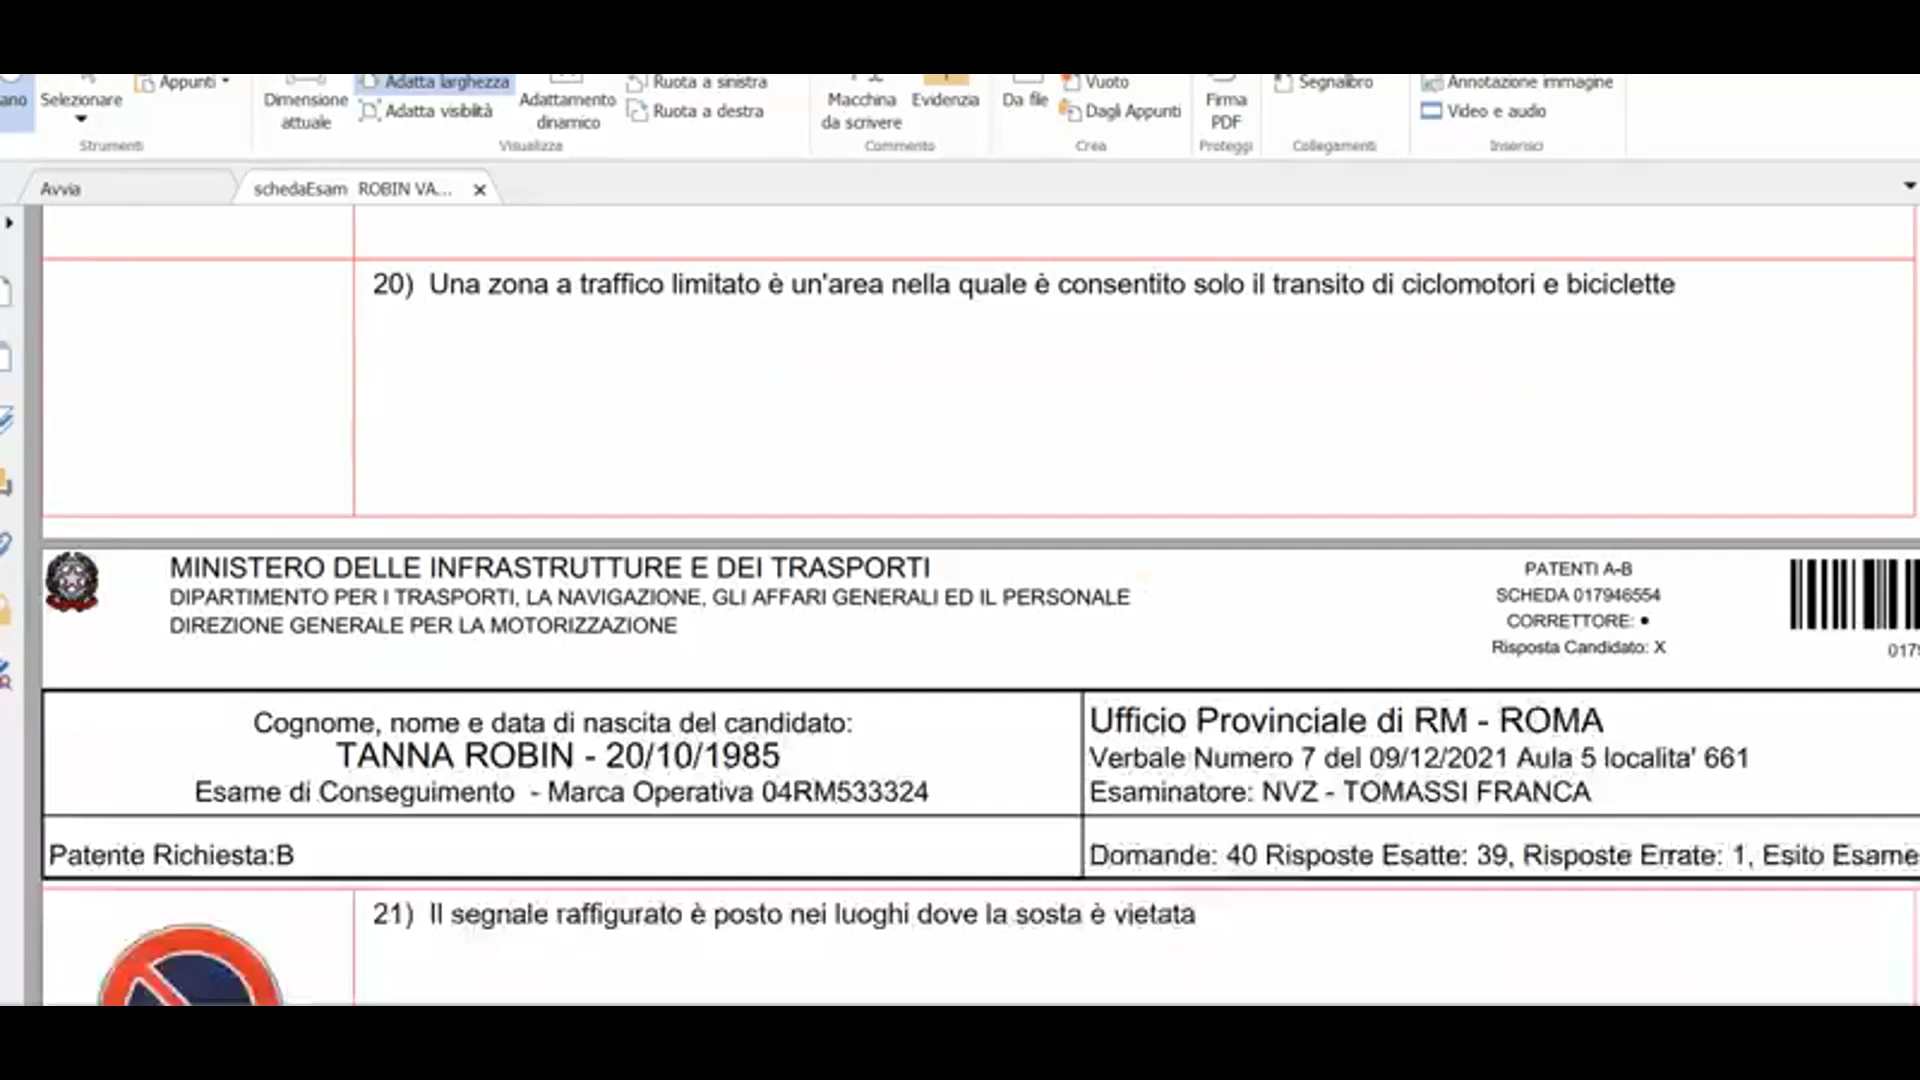 ano Selezionare Appunti
Strumenti
Dimensione attuale
Adatta larghezza
Adatta visibilità
Adattamento dinamico
Ruota a sinistra
Ruota a destra
Visualizza
Macchina da scrivere
Evidenzia
Commento
Da file
Vuoto
Dagli Appunti
Crea
Firma PDF
Proteggi
Segnalibro
Collegamenti
Annotazione immagine
Video e audio
Inserisci
Avvia
schedaEsam ROBIN VA...
20) Una zona a traffico limitato è un'area nella quale è consentito solo il transito di ciclomotori e biciclette
MINISTERO DELLE INFRASTRUTTURE E DEI TRASPORTI
DIPARTIMENTO PER I TRASPORTI, LA NAVIGAZIONE, GLI AFFARI GENERALI ED IL PERSONALE
DIREZIONE GENERALE PER LA MOTORIZZAZIONE
PATENTI A-B
SCHEDA 017946554
CORRETTORE: •
Risposta Candidato: X
0179
Cognome, nome e data di nascita del candidato:
TANNA ROBIN - 20/10/1985
Esame di Conseguimento - Marca Operativa 04RM533324
Ufficio Provinciale di RM - ROMA
Verbale Numero 7 del 09/12/2021 Aula 5 localita' 661
Esaminatore: NVZ - TOMASSI FRANCA
Patente Richiesta:B
Domande: 40 Risposte Esatte: 39, Risposte Errate: 1, Esito Esame
21) Il segnale raffigurato è posto nei luoghi dove la sosta è vietata